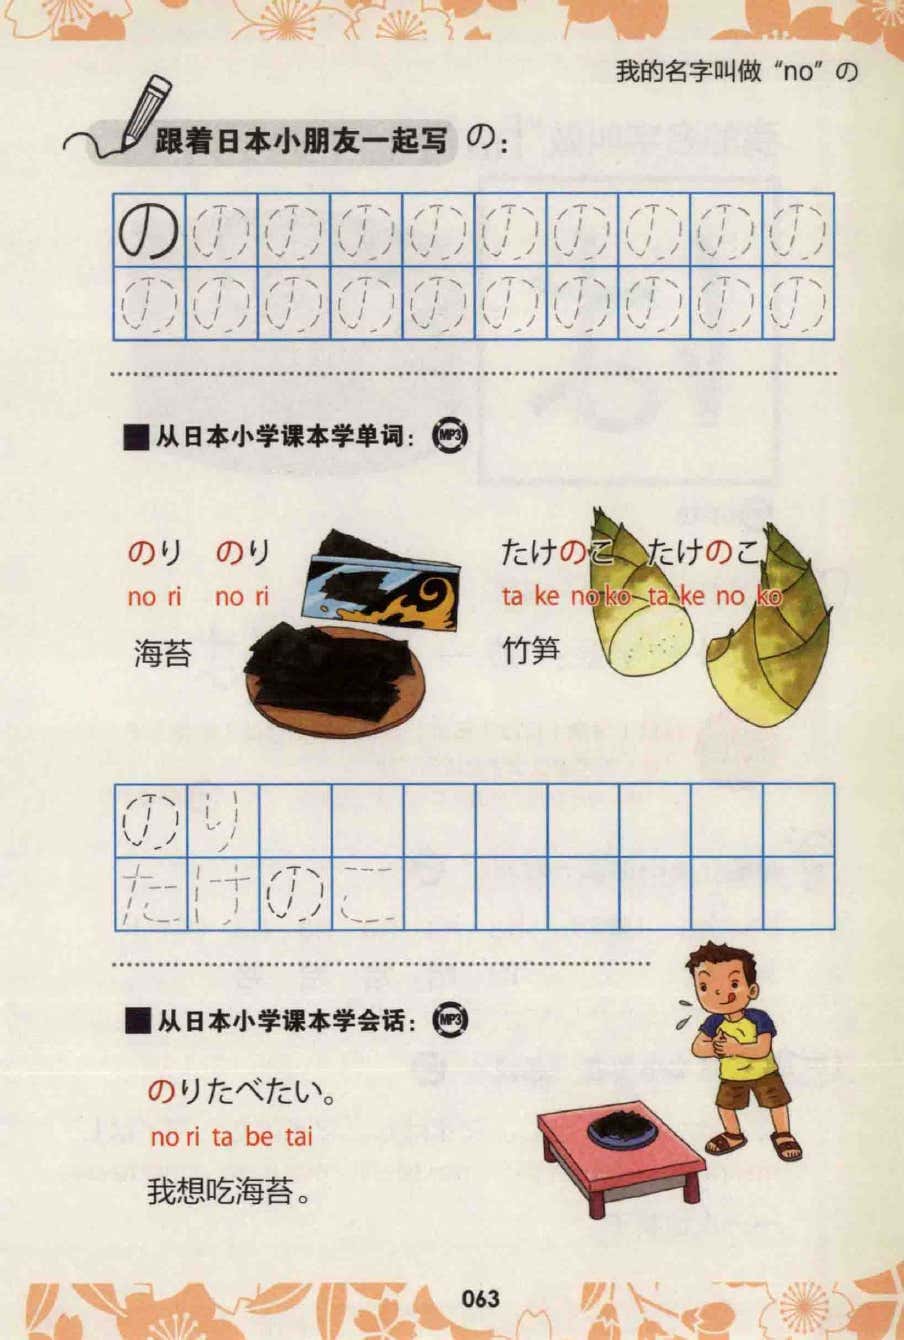 我的名字叫做“no”の
跟着日本小朋友一起写 の：
の の の の の の の の の の
の の の の の の の の の の
■从日本小学课本学单词： MP3
のり のり たけのこ たけのこ
no ri no ri ta ke no ko ta ke no ko
海苔 竹笋
の り
た け の こ
■从日本小学课本学会话： MP3
のりたべたい。
no ri ta be tai
我想吃海苔。
063